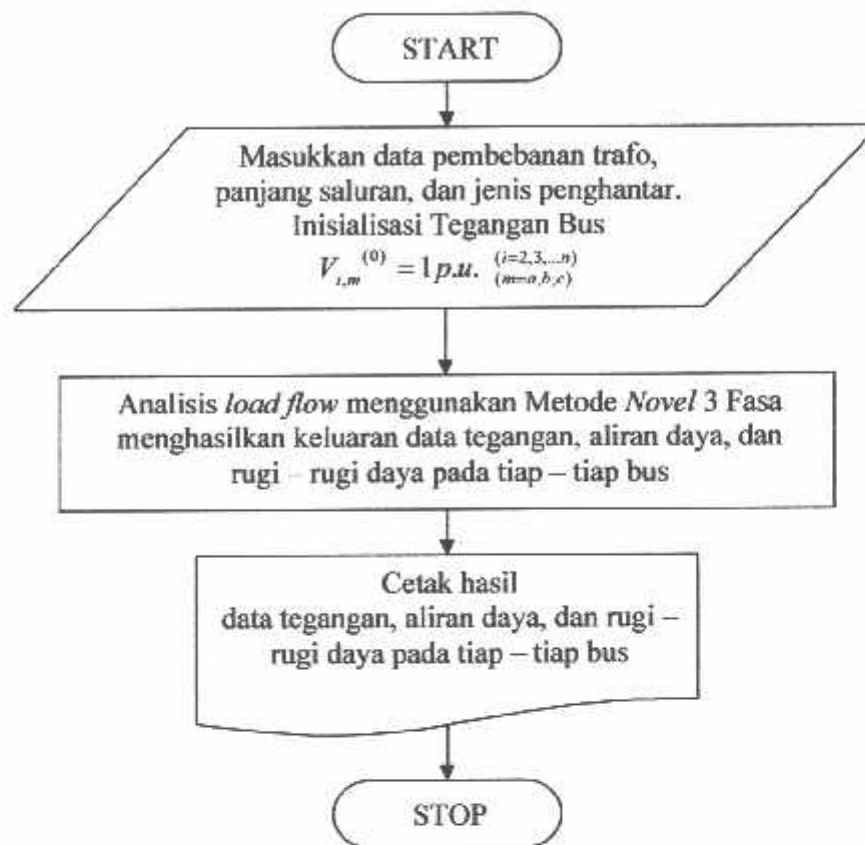 START
Masukkan data pembebanan trafo,
panjang saluran, dan jenis penghantar.
Inisialisasi Tegangan Bus
V_{i,m}^{(0)} = 1 p.u. (i=2,3,...n) (m=a,b,c)
Analisis load flow menggunakan Metode Novel 3 Fasa
menghasilkan keluaran data tegangan, aliran daya, dan
rugi – rugi daya pada tiap – tiap bus
Cetak hasil
data tegangan, aliran daya, dan rugi –
rugi daya pada tiap – tiap bus
STOP